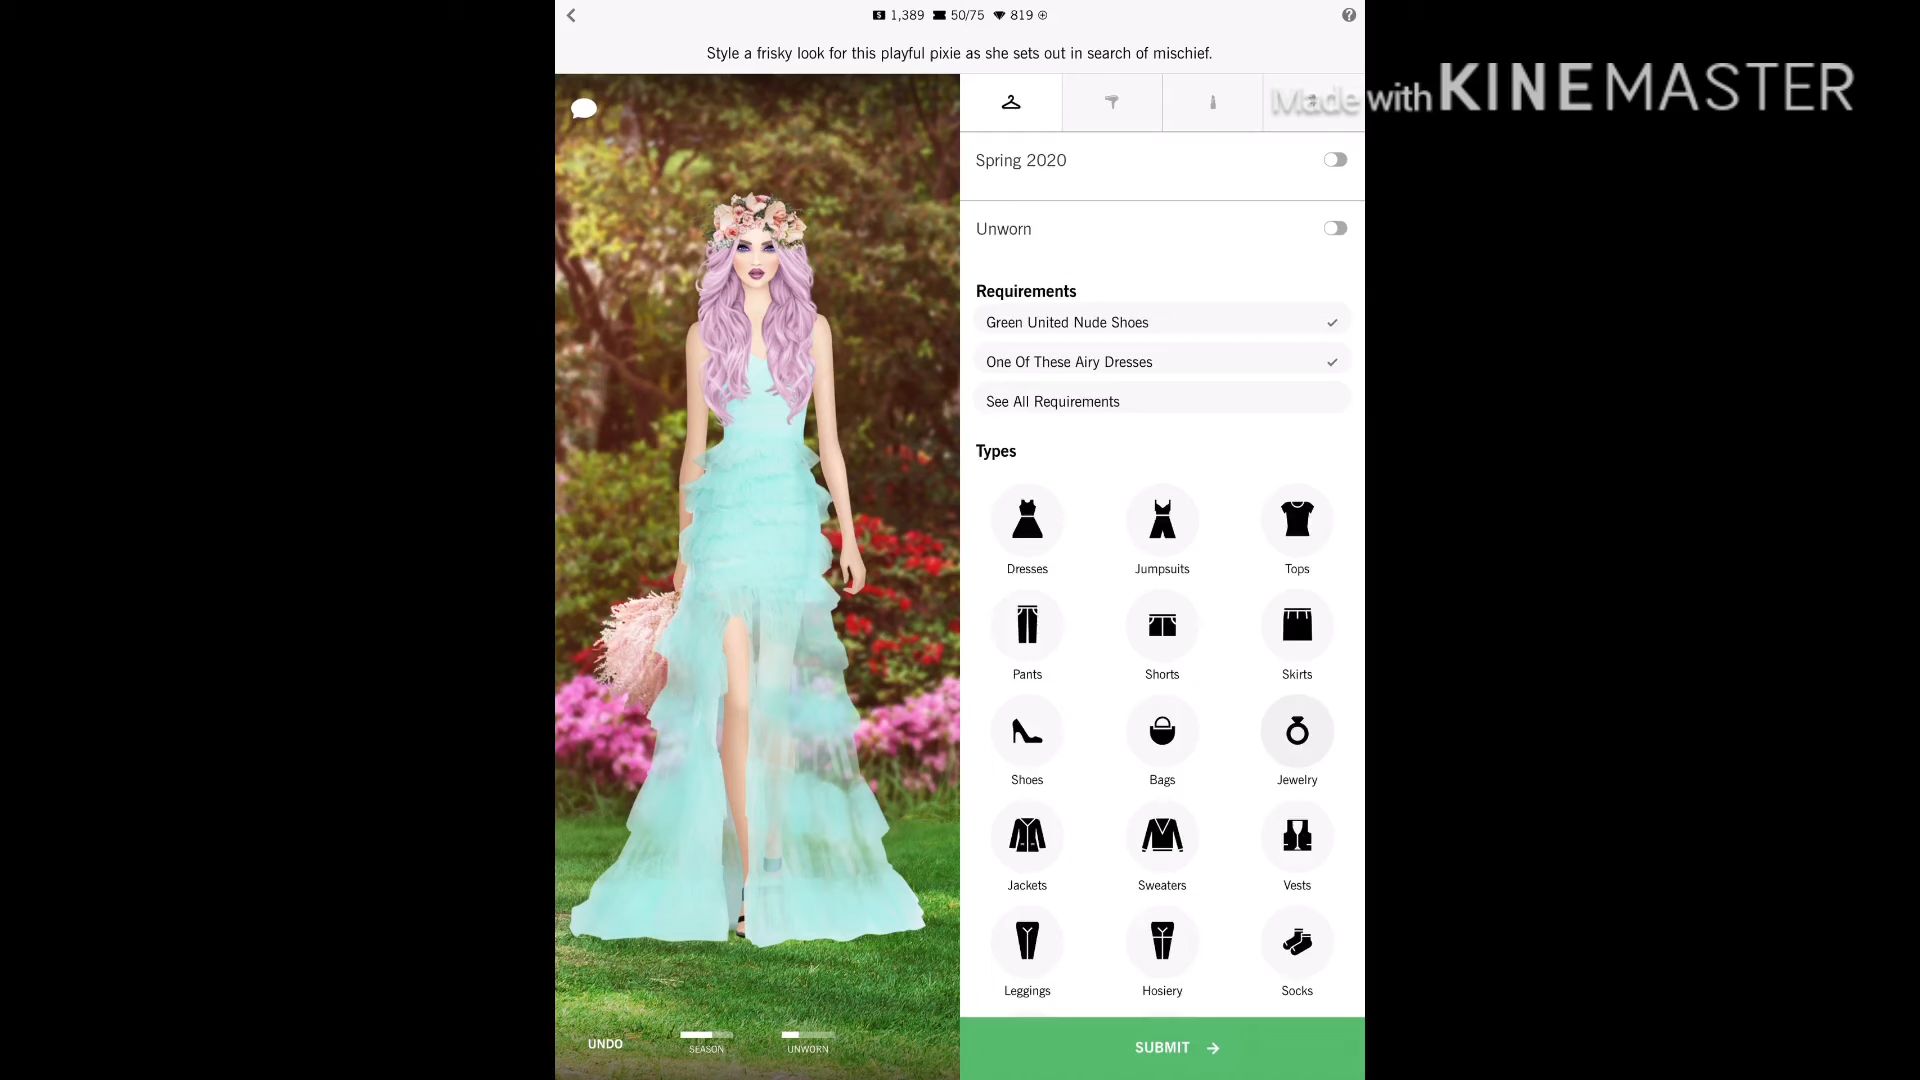 1,389 50/75 819
Style a frisky look for this playful pixie as she sets out in search of mischief.
Made with KINEMASTER
Spring 2020
Unworn
Requirements
Green United Nude Shoes
One Of These Airy Dresses
See All Requirements
Types
Dresses Jumpsuits Tops
Pants Shorts Skirts
Shoes Bags Jewelry
Jackets Sweaters Vests
Leggings Hosiery Socks
UNDO SEASON UNWORN
SUBMIT